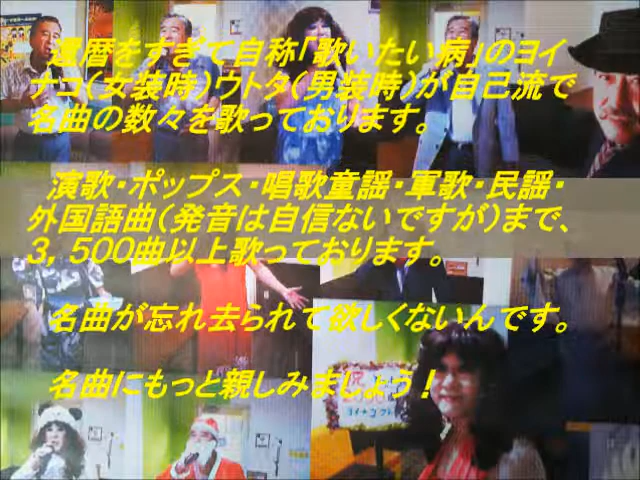 還暦をすぎて自称「歌いたい病」のヨイ
ナコ（女装時）ウトタ（男装時）が自己流で
名曲の数々を歌っております。
演歌・ポップス・唱歌童謡・軍歌・民謡・
外国語曲（発音は自信ないですが）まで、
３，５００曲以上歌っております。
名曲が忘れ去られて欲しくないんです。
名曲にもっと親しみましょう！
祝